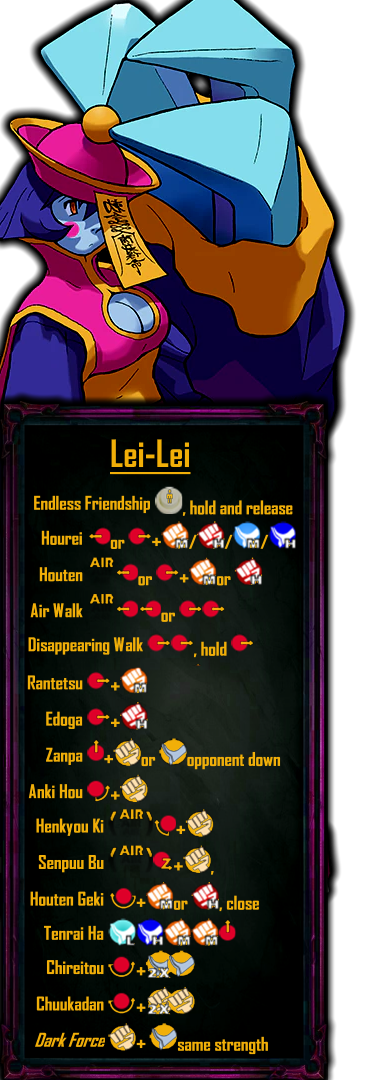 Lei-Lei
Endless Friendship , hold and release
Hourei or + M / H / M / H
Houten AIR or + M or H
Air Walk AIR or
Disappearing Walk , hold
Rantetsu + M
Edoga + H
Zanpa + or opponent down
Anki Hou +
Henkyou Ki (AIR) +
Senpuu Bu (AIR) + ,
Houten Geki + M or H , close
Tenrai Ha L H M M
Chireitou + 2X
Chuukadan + 2X
Dark Force + same strength